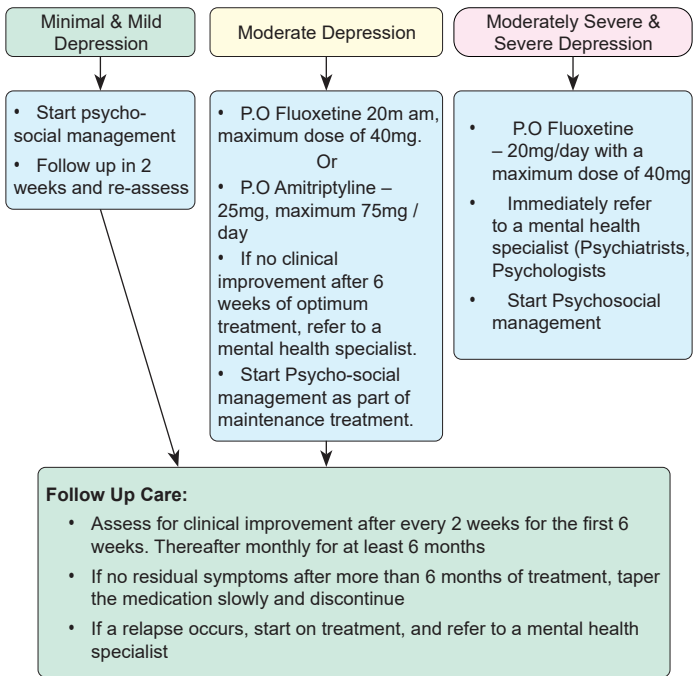 Minimal & Mild
Depression
Moderate Depression
Moderately Severe &
Severe Depression
• Start psycho-
social management
• Follow up in 2
weeks and re-assess
• P.O Fluoxetine 20m am,
maximum dose of 40mg.
Or
• P.O Amitriptyline –
25mg, maximum 75mg /
day
• If no clinical
improvement after 6
weeks of optimum
treatment, refer to a
mental health specialist.
• Start Psycho-social
management as part of
maintenance treatment.
• P.O Fluoxetine
– 20mg/day with a
maximum dose of 40mg
• Immediately refer
to a mental health
specialist (Psychiatrists,
Psychologists
• Start Psychosocial
management
Follow Up Care:
• Assess for clinical improvement after every 2 weeks for the first 6
weeks. Thereafter monthly for at least 6 months
• If no residual symptoms after more than 6 months of treatment, taper
the medication slowly and discontinue
• If a relapse occurs, start on treatment, and refer to a mental health
specialist